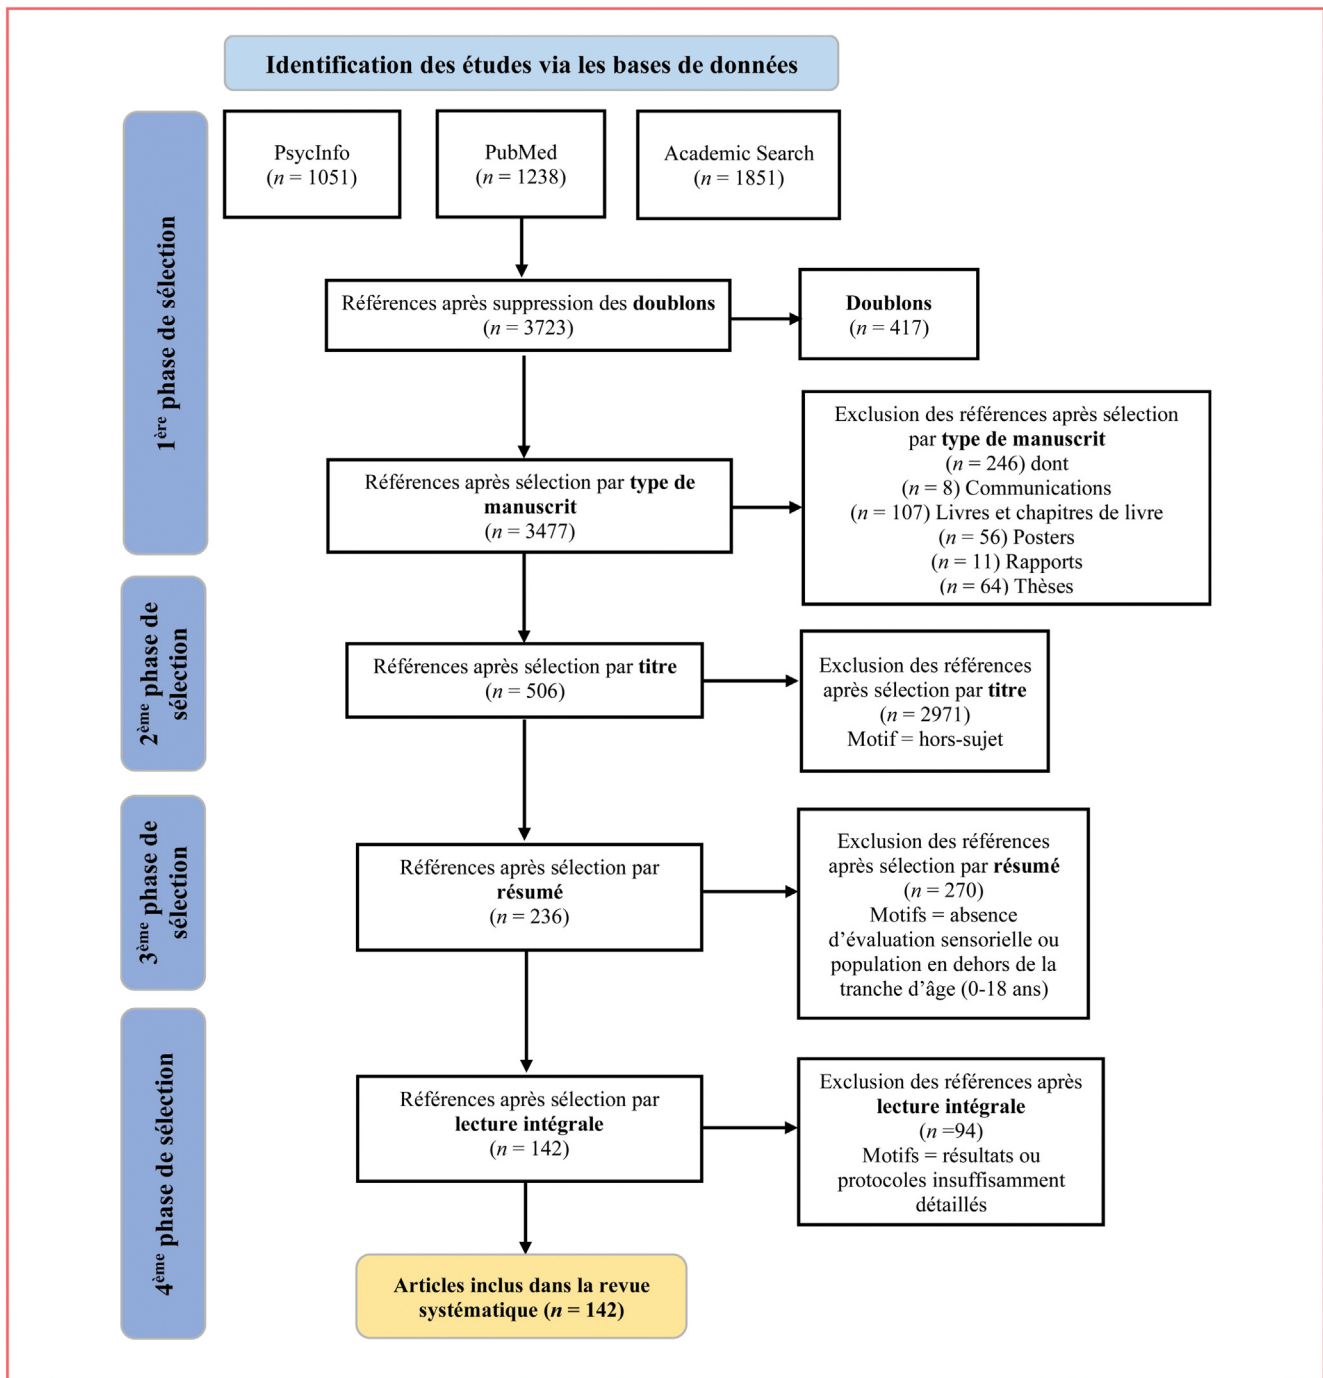 Identification des études via les bases de données
1ère phase de sélection
PsycInfo
(n = 1051)
PubMed
(n = 1238)
Academic Search
(n = 1851)
Références après suppression des doublons
(n = 3723)
Doublons
(n = 417)
Références après sélection par type de
manuscrit
(n = 3477)
Exclusion des références après sélection
par type de manuscrit
(n = 246) dont
(n = 8) Communications
(n = 107) Livres et chapitres de livre
(n = 56) Posters
(n = 11) Rapports
(n = 64) Thèses
2ème phase de
sélection
Références après sélection par titre
(n = 506)
Exclusion des références
après sélection par titre
(n = 2971)
Motif = hors-sujet
3ème phase de
sélection
Références après sélection par
résumé
(n = 236)
Exclusion des références
après sélection par résumé
(n = 270)
Motifs = absence
d’évaluation sensorielle ou
population en dehors de la
tranche d’âge (0-18 ans)
4ème phase de sélection
Références après sélection par
lecture intégrale
(n = 142)
Exclusion des références après
lecture intégrale
(n =94)
Motifs = résultats ou
protocoles insuffisamment
détaillés
Articles inclus dans la revue
systématique (n = 142)